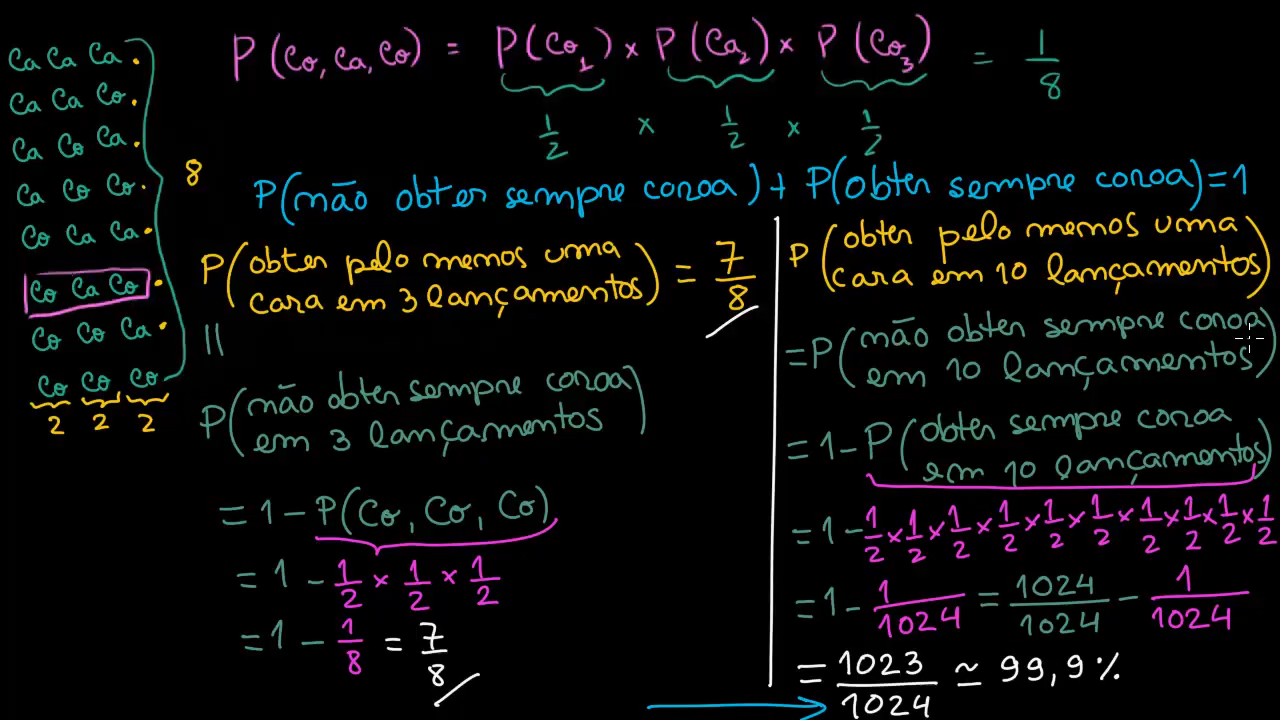 Ca Ca Ca
Ca Ca Co
Ca Co Ca
Ca Co Co
Co Ca Ca
Co Ca Co
Co Co Ca
Co Co Co
2 2 2
8
P(Co, Ca, Co) = P(Co₁) × P(Ca₂) × P(Co₃) = 1/8
1/2 × 1/2 × 1/2
P(não obter sempre coroa) + P(obter sempre coroa) = 1
P(obter pelo menos uma
cara em 3 lançamentos) = 7/8
||
P(não obter sempre coroa
em 3 lançamentos)
= 1 - P(Co, Co, Co)
= 1 - 1/2 × 1/2 × 1/2
= 1 - 1/8 = 7/8
P(obter pelo menos uma
cara em 10 lançamentos)
= P(não obter sempre coroa
em 10 lançamentos)
= 1 - P(obter sempre coroa
em 10 lançamentos)
= 1 - 1/2 × 1/2 × 1/2 × 1/2 × 1/2 × 1/2 × 1/2 × 1/2 × 1/2 × 1/2
= 1 - 1/1024 = 1024/1024 - 1/1024
= 1023/1024 ≃ 99,9%